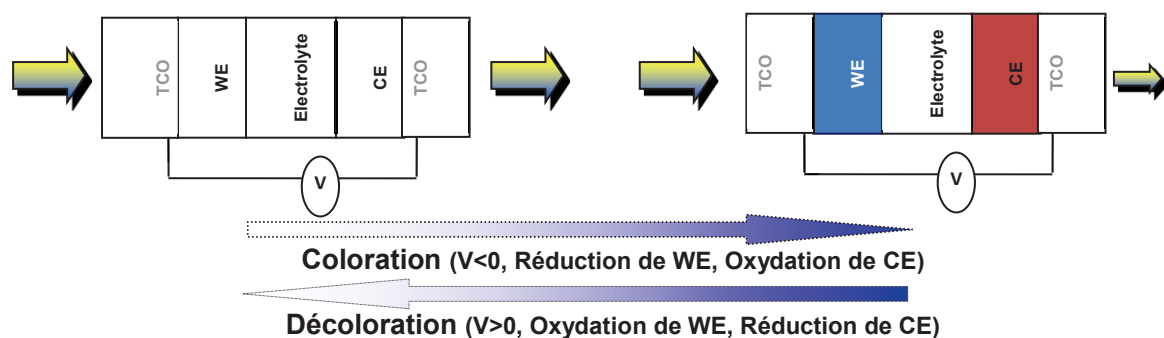 TCO
WE
Electrolyte
CE
TCO
V
TCO
WE
Electrolyte
CE
TCO
V
Coloration (V<0, Réduction de WE, Oxydation de CE)
Décoloration (V>0, Oxydation de WE, Réduction de CE)